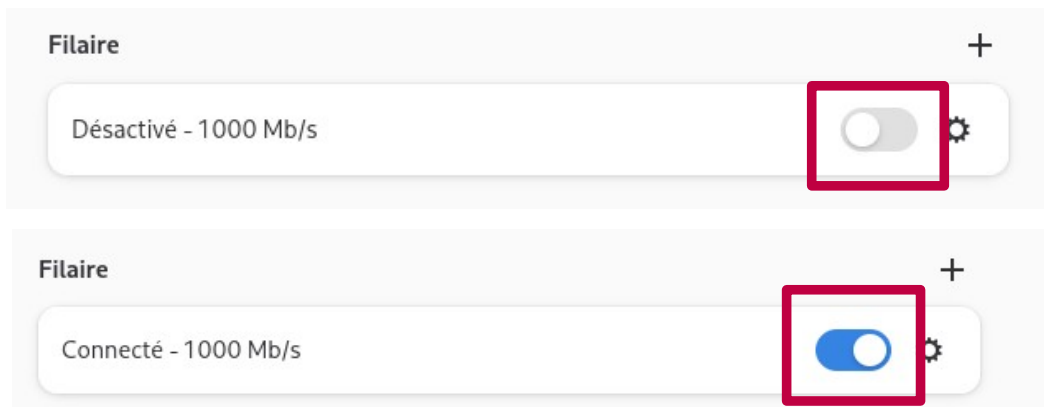 Filaire
Désactivé - 1000 Mb/s
Filaire
Connecté - 1000 Mb/s